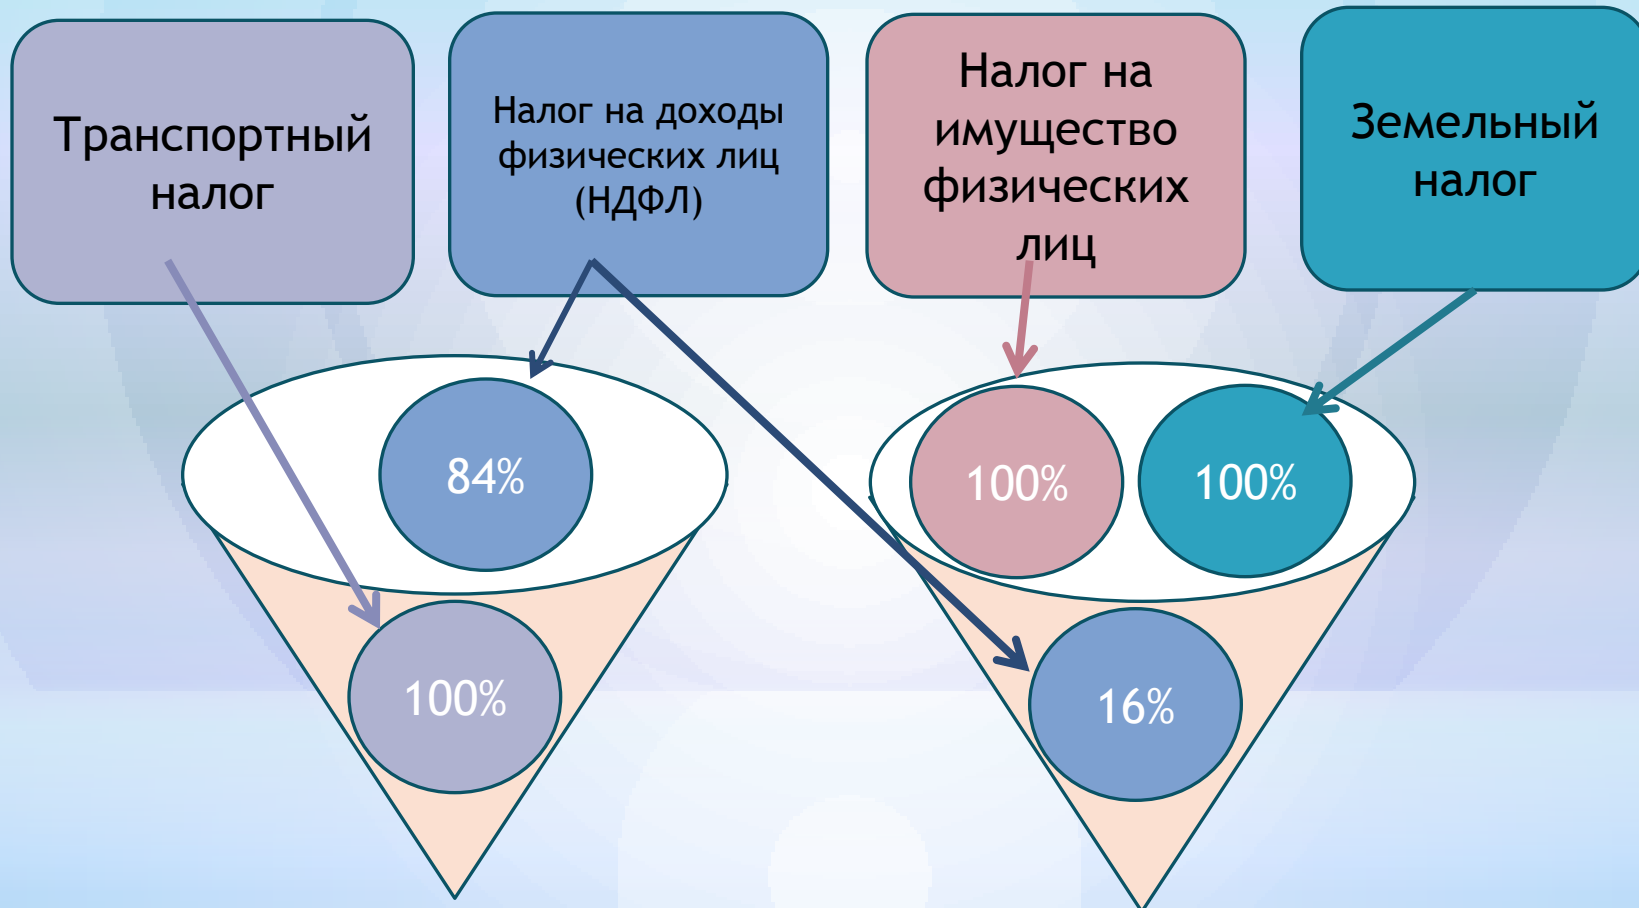 Транспортный
налог
Налог на доходы
физических лиц
(НДФЛ)
Налог на
имущество
физических
лиц
Земельный
налог
84%
100%
100%
100%
16%